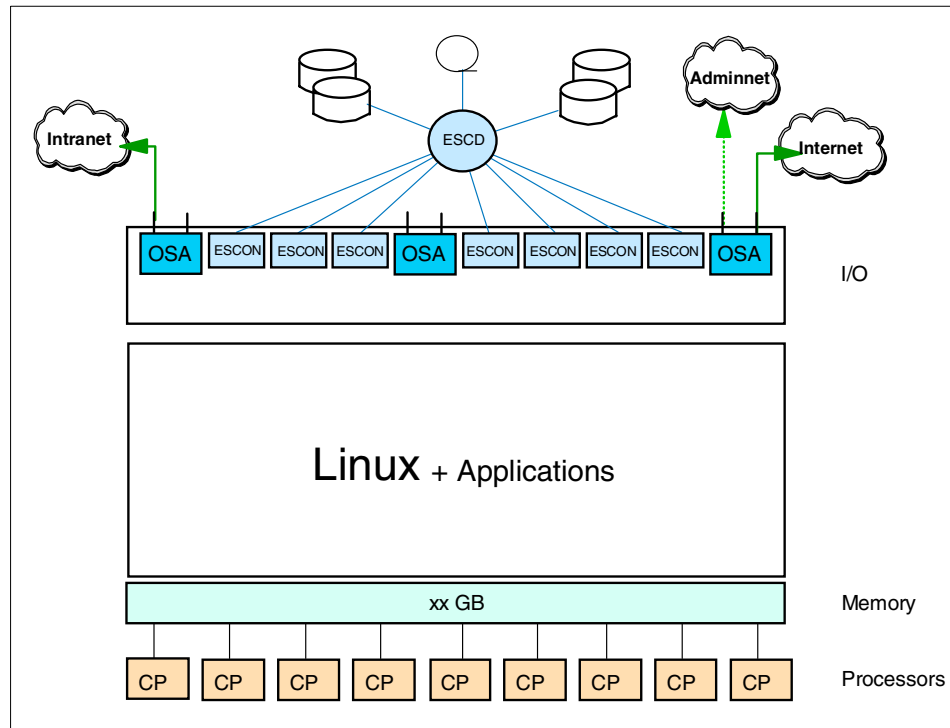 Adminnet
Intranet
ESCD
Internet
OSA
ESCON
ESCON
ESCON
OSA
ESCON
ESCON
ESCON
ESCON
OSA
I/O
Linux + Applications
xx GB
Memory
CP
CP
CP
CP
CP
CP
CP
CP
CP
Processors